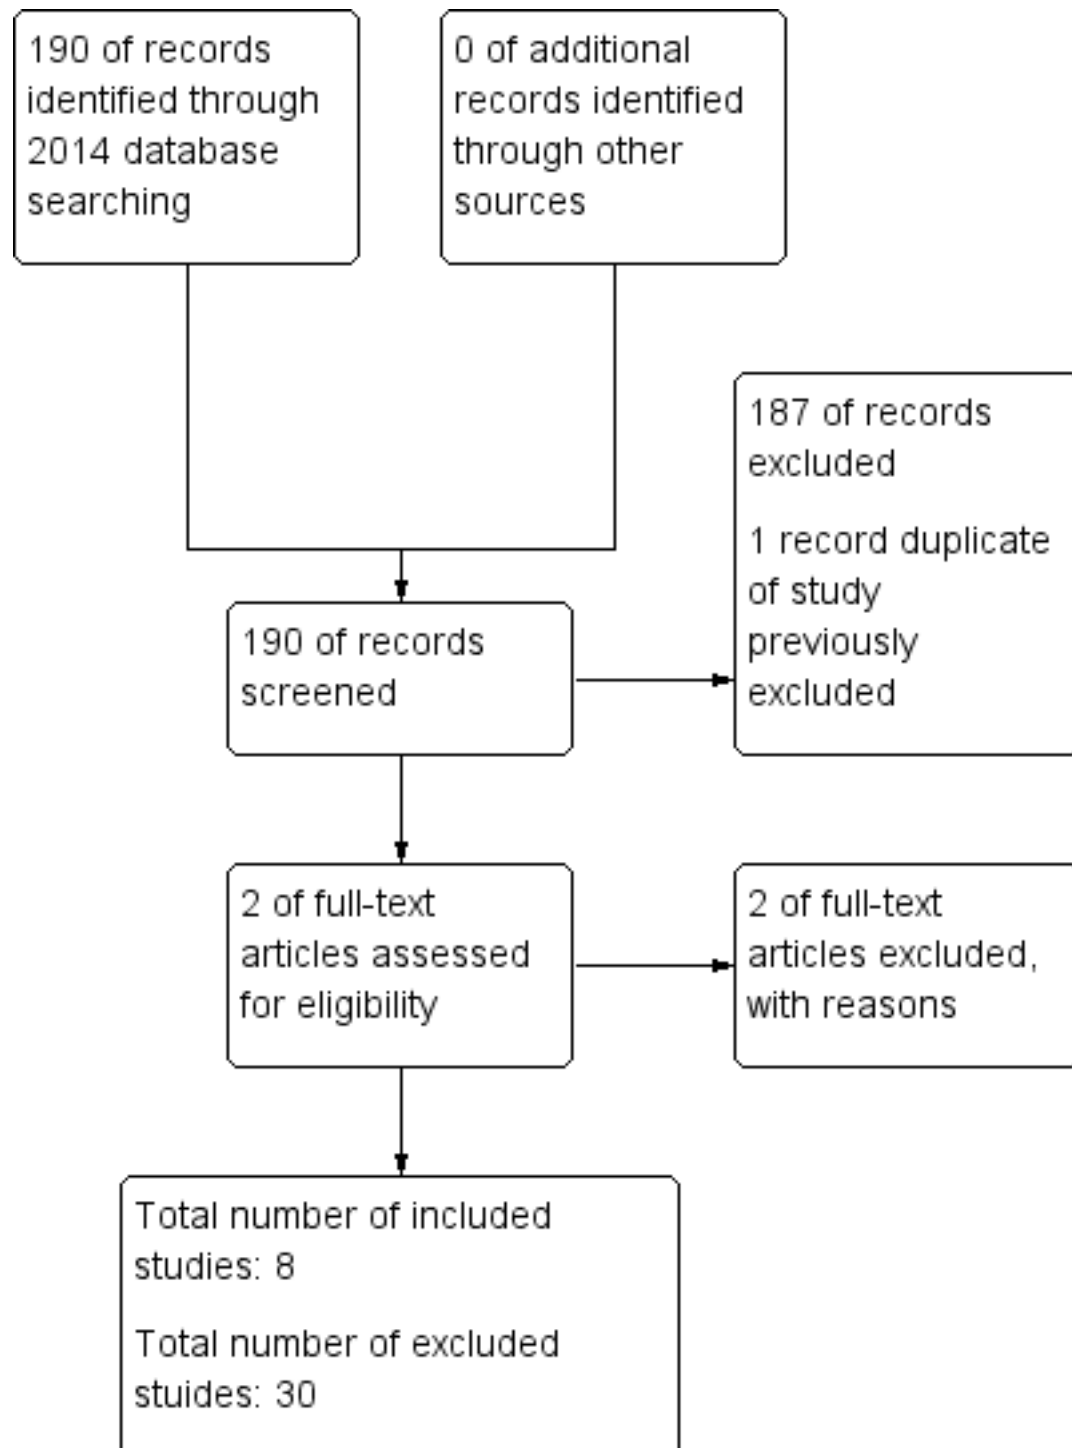 190 of records
identified through
2014 database
searching
0 of additional
records identified
through other
sources
187 of records
excluded
1 record duplicate
of study
previously
excluded
190 of records
screened
2 of full-text
articles assessed
for eligibility
2 of full-text
articles excluded,
with reasons
Total number of included
studies: 8
Total number of excluded
stuides: 30